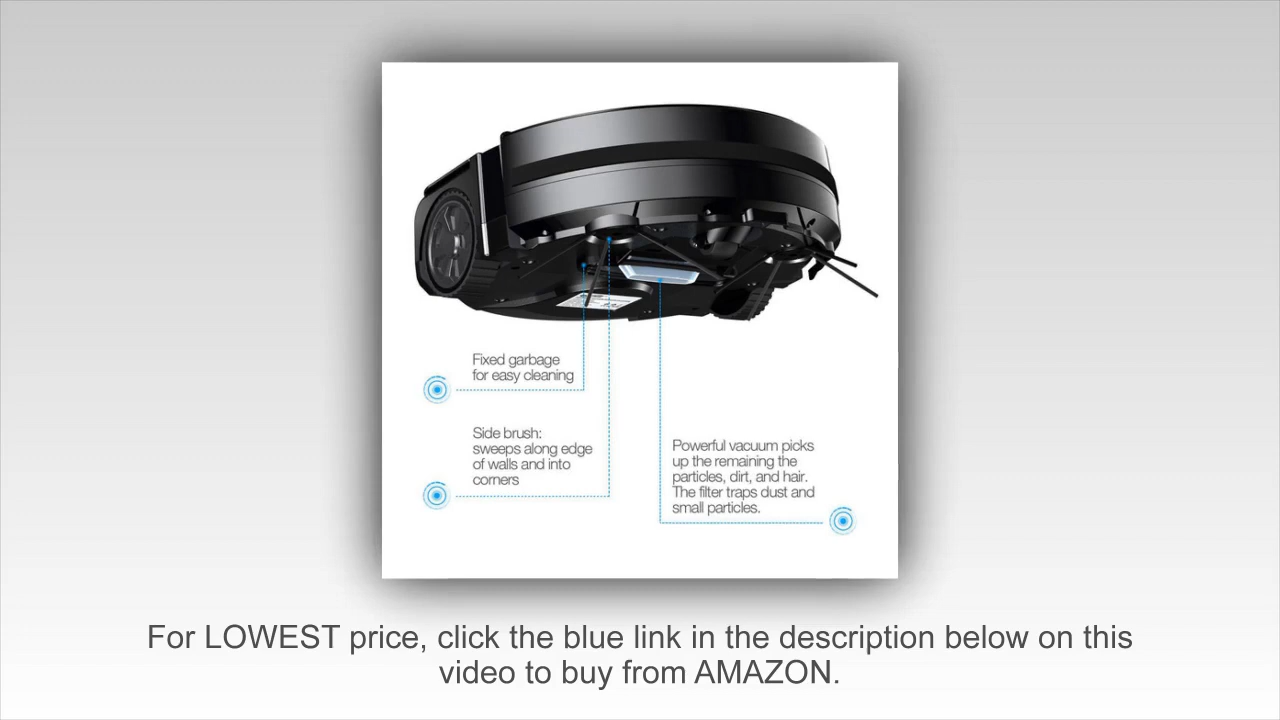 Fixed garbage
for easy cleaning
Side brush:
sweeps along edge
of walls and into
corners
Powerful vacuum picks
up the remaining the
particles, dirt, and hair.
The filter traps dust and
small particles.
For LOWEST price, click the blue link in the description below on this
video to buy from AMAZON.